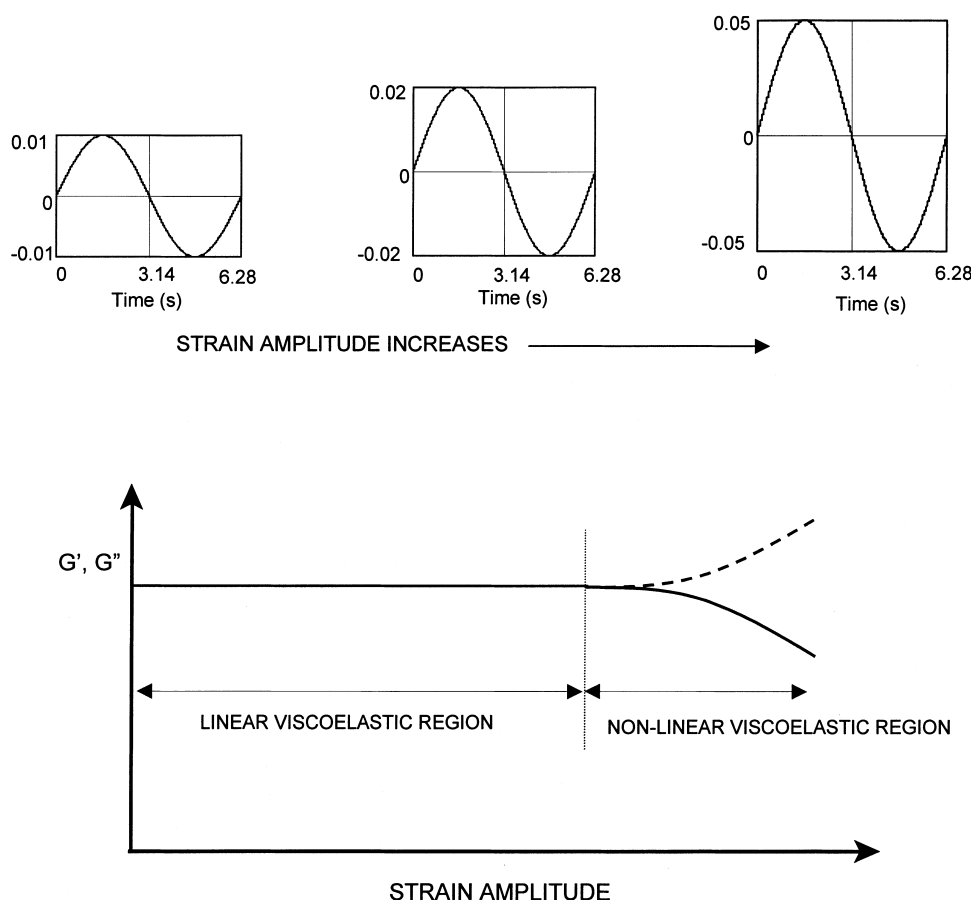 0.01
0
-0.01
0 3.14 6.28
Time (s)
0.02
0
-0.02
0 3.14 6.28
Time (s)
0.05
0
-0.05
0 3.14 6.28
Time (s)
STRAIN AMPLITUDE INCREASES
G’, G”
LINEAR VISCOELASTIC REGION
NON-LINEAR VISCOELASTIC REGION
STRAIN AMPLITUDE